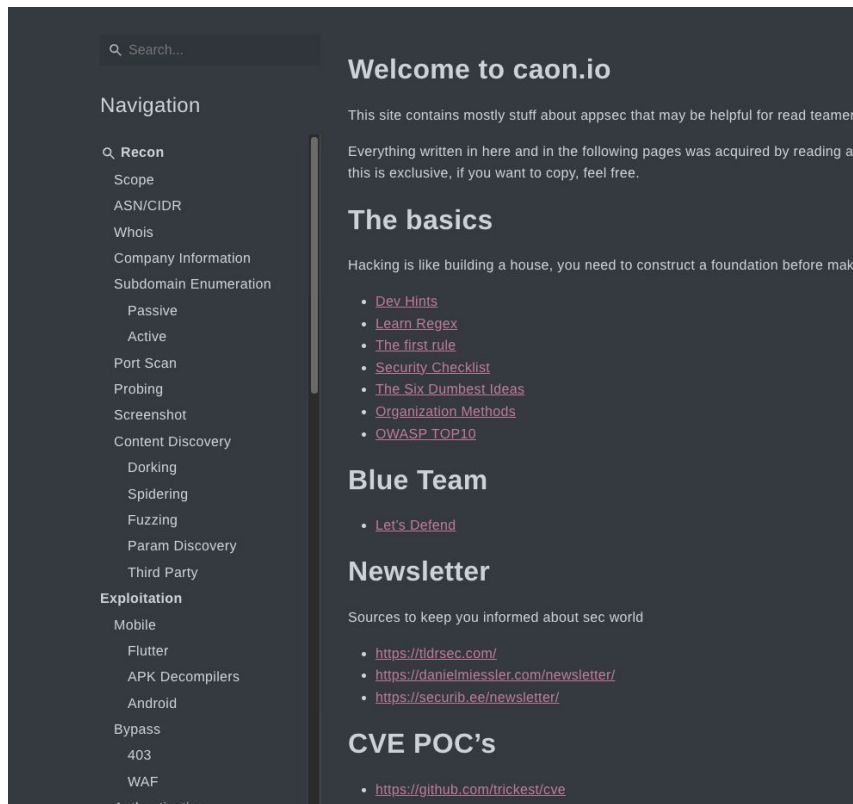 Search...
Navigation
Recon
Scope
ASN/CIDR
Whois
Company Information
Subdomain Enumeration
Passive
Active
Port Scan
Probing
Screenshot
Content Discovery
Dorking
Spidering
Fuzzing
Param Discovery
Third Party
Exploitation
Mobile
Flutter
APK Decompilers
Android
Bypass
403
WAF
Welcome to caon.io
This site contains mostly stuff about appsec that may be helpful for read teamer
Everything written in here and in the following pages was acquired by reading a
this is exclusive, if you want to copy, feel free.
The basics
Hacking is like building a house, you need to construct a foundation before mak
Dev Hints
Learn Regex
The first rule
Security Checklist
The Six Dumbest Ideas
Organization Methods
OWASP TOP10
Blue Team
Let's Defend
Newsletter
Sources to keep you informed about sec world
https://tldrsec.com/
https://danielmiessler.com/newsletter/
https://securib.ee/newsletter/
CVE POC’s
https://github.com/trickest/cve